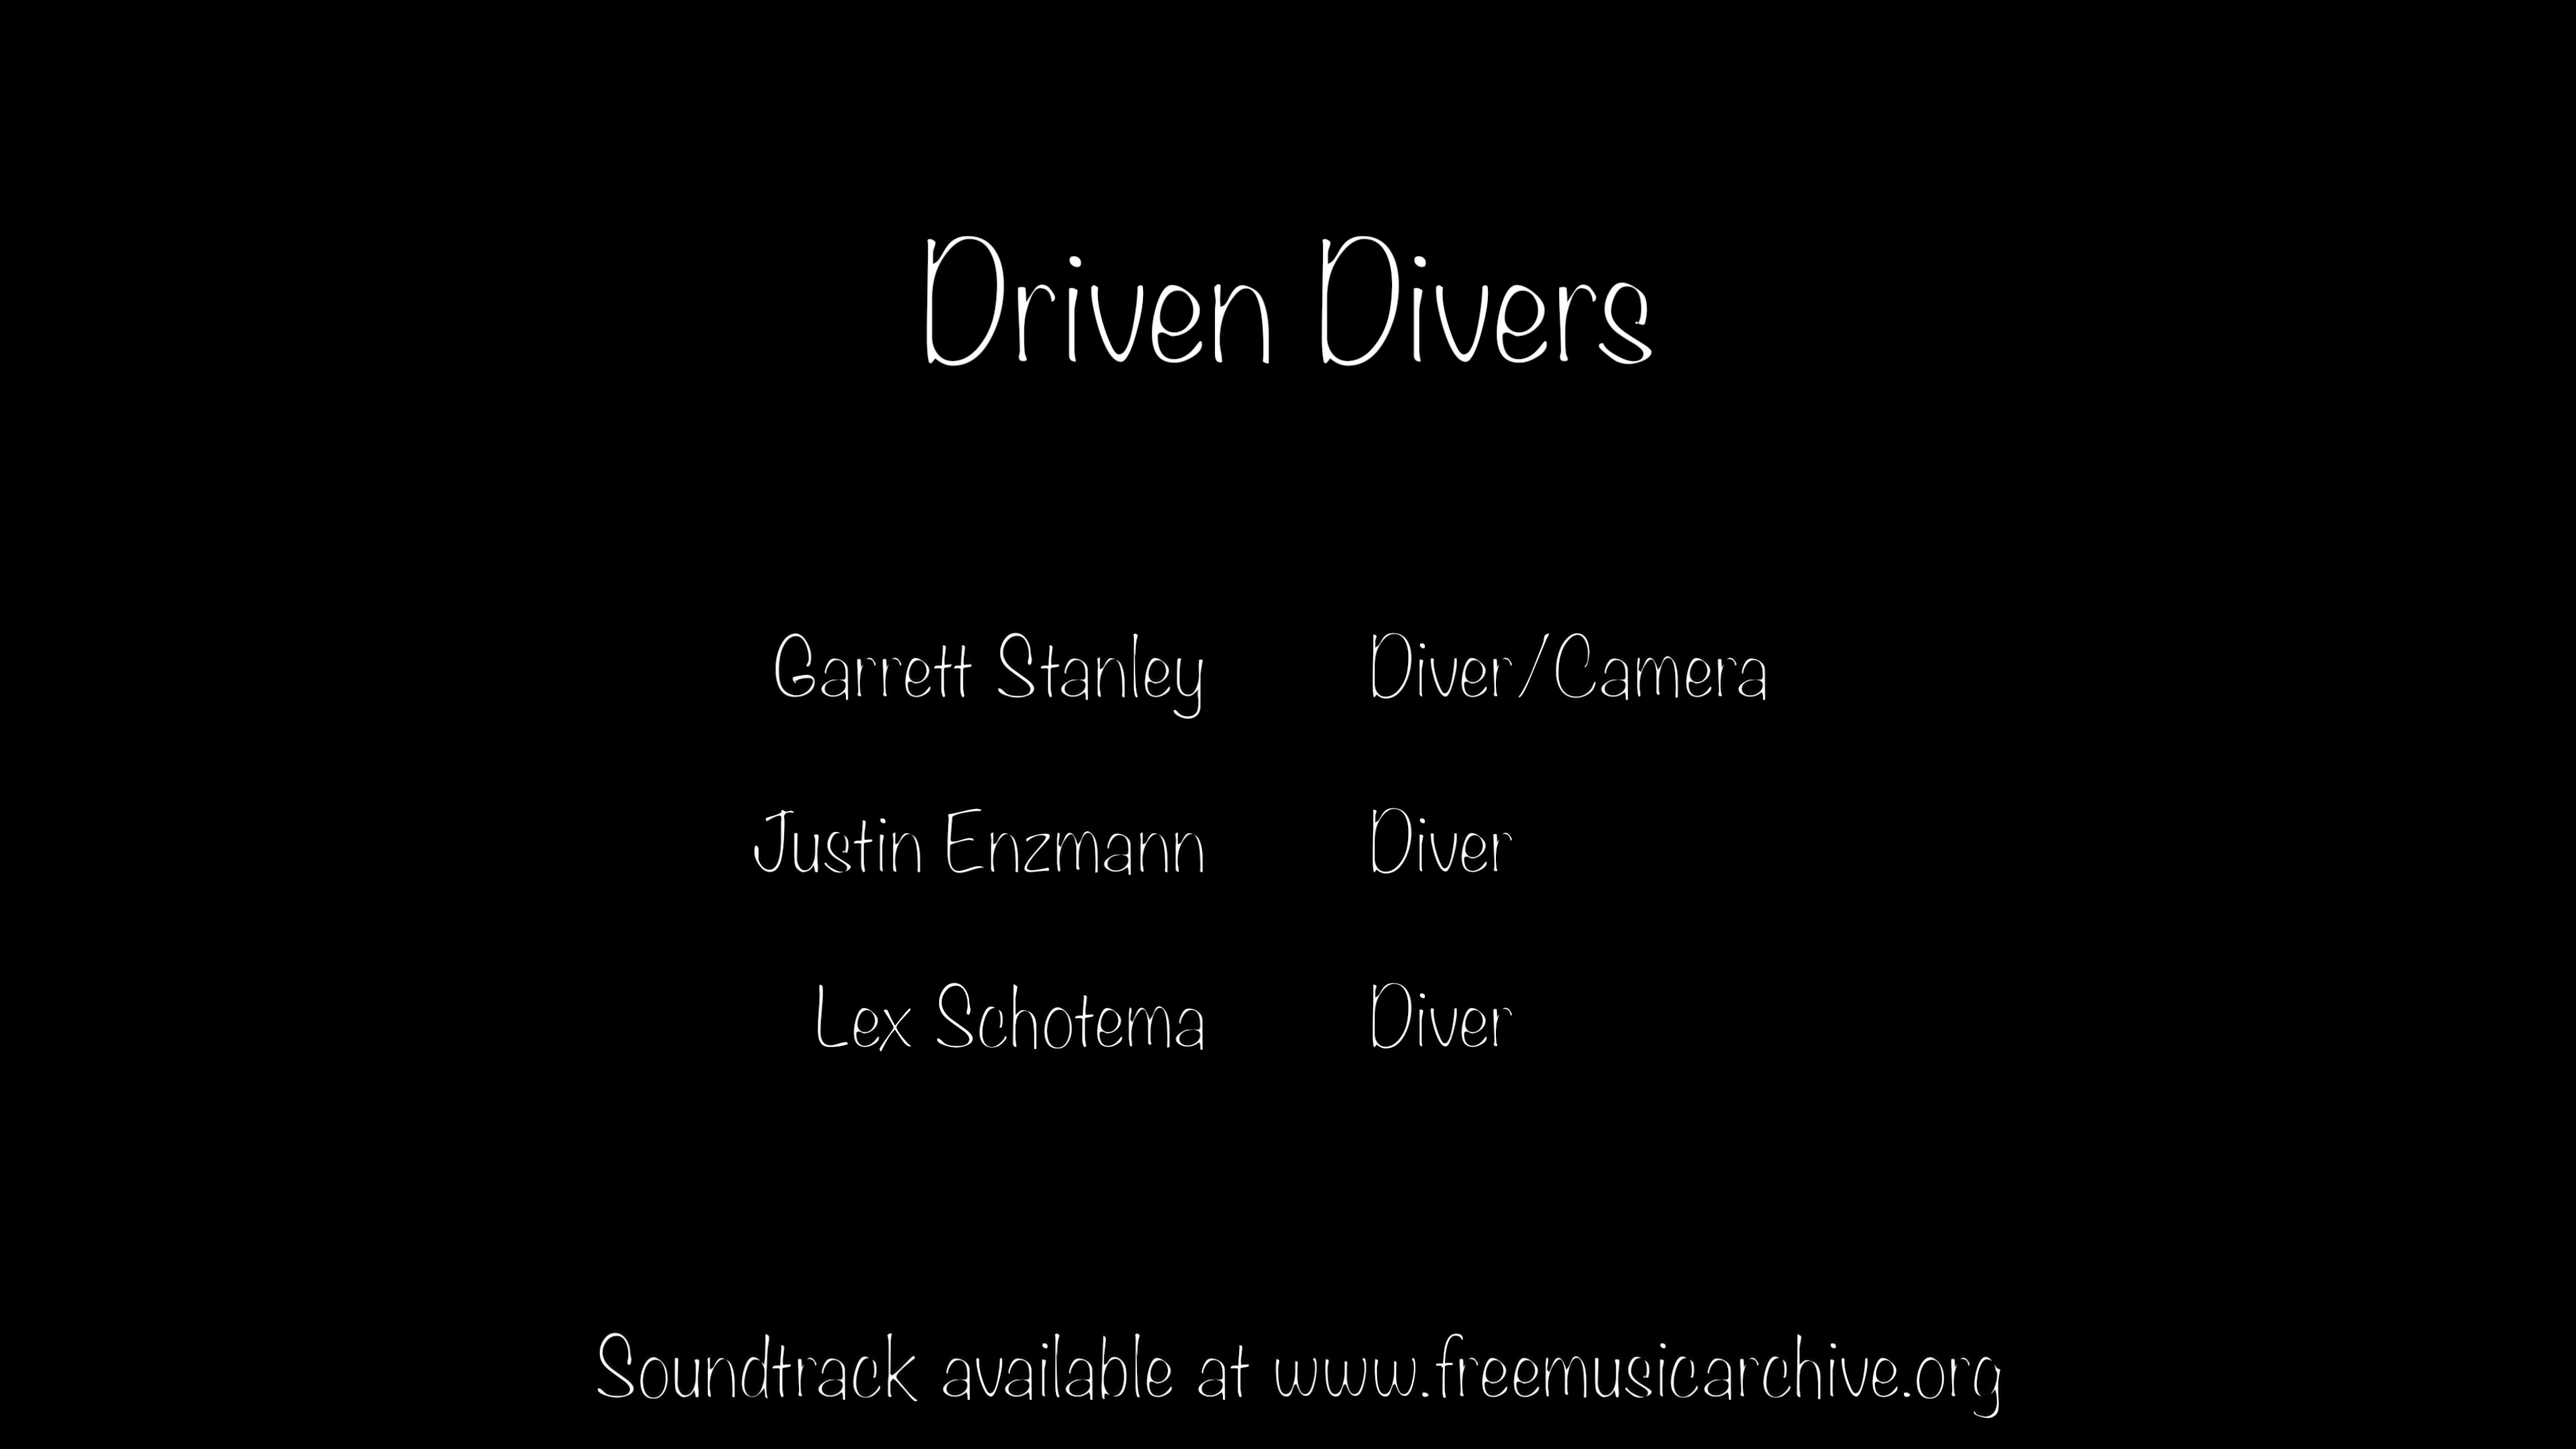 Driven Divers
Garrett Stanley Diver/Camera
Justin Enzmann Diver
Lex Schotema Diver
Soundtrack available at www.freemusicarchive.org